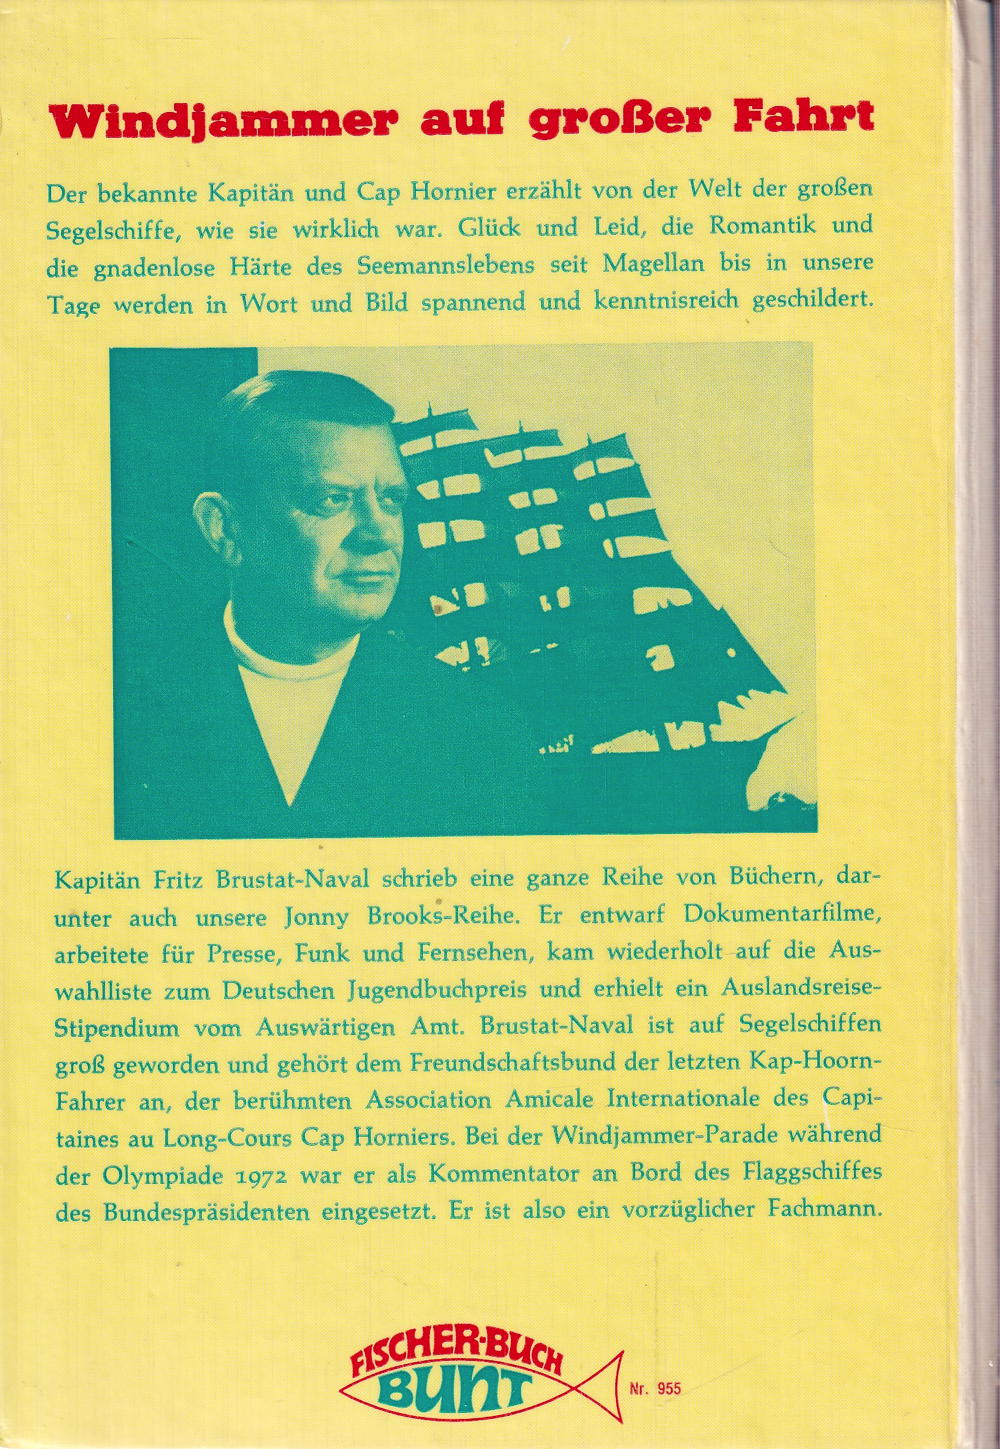 Windjammer auf großer Fahrt
Der bekannte Kapitän und Cap Hornier erzählt von der Welt der großen
Segelschiffe, wie sie wirklich war. Glück und Leid, die Romantik und
die gnadenlose Härte des Seemannslebens seit Magellan bis in unsere
Tage werden in Wort und Bild spannend und kenntnisreich geschildert.
Kapitän Fritz Brustat-Naval schrieb eine ganze Reihe von Büchern, dar-
unter auch unsere Jonny Brooks-Reihe. Er entwarf Dokumentarfilme,
arbeitete für Presse, Funk und Fernsehen, kam wiederholt auf die Aus-
wahlliste zum Deutschen Jugendbuchpreis und erhielt ein Auslandsreise-
Stipendium vom Auswärtigen Amt. Brustat-Naval ist auf Segelschiffen
groß geworden und gehört dem Freundschaftsbund der letzten Kap-Hoorn-
Fahrer an, der berühmten Association Amicale Internationale des Capi-
taines au Long-Cours Cap Horniers. Bei der Windjammer-Parade während
der Olympiade 1972 war er als Kommentator an Bord des Flaggschiffes
des Bundespräsidenten eingesetzt. Er ist also ein vorzüglicher Fachmann.
FISCHER-BUCH
BUNT
Nr. 955